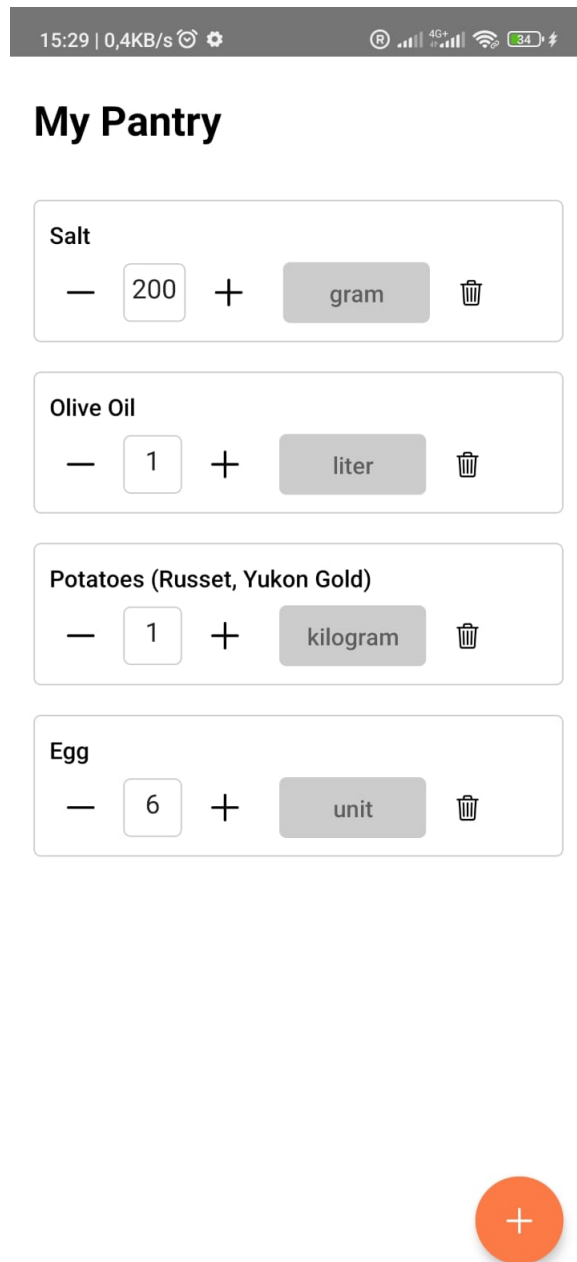 15:29 | 0,4KB/s R 4G+ 34
My Pantry
Salt
200 gram
Olive Oil
1 liter
Potatoes (Russet, Yukon Gold)
1 kilogram
Egg
6 unit